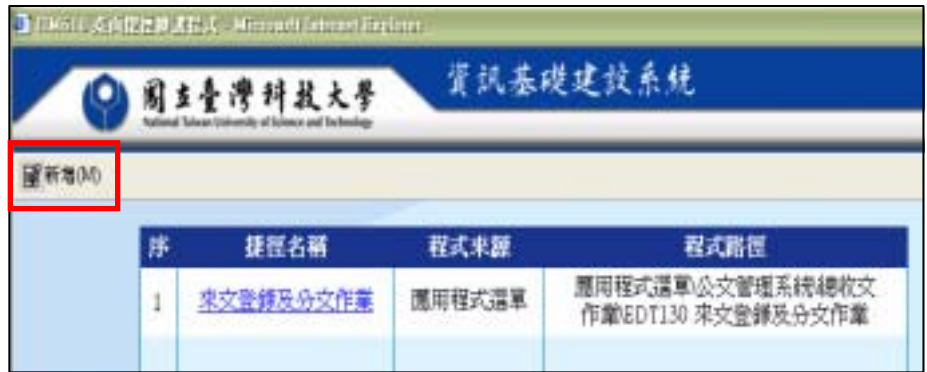 資訊基礎建設系統
國立臺灣科技大學
National Taiwan University of Science and Technology
新增(M)
序 捷徑名稱 程式來源 程式路徑
1 來文登錄及分文作業 應用程式選單 應用程式選單\公文管理系統\總收文
作業\EDT130 來文登錄及分文作業